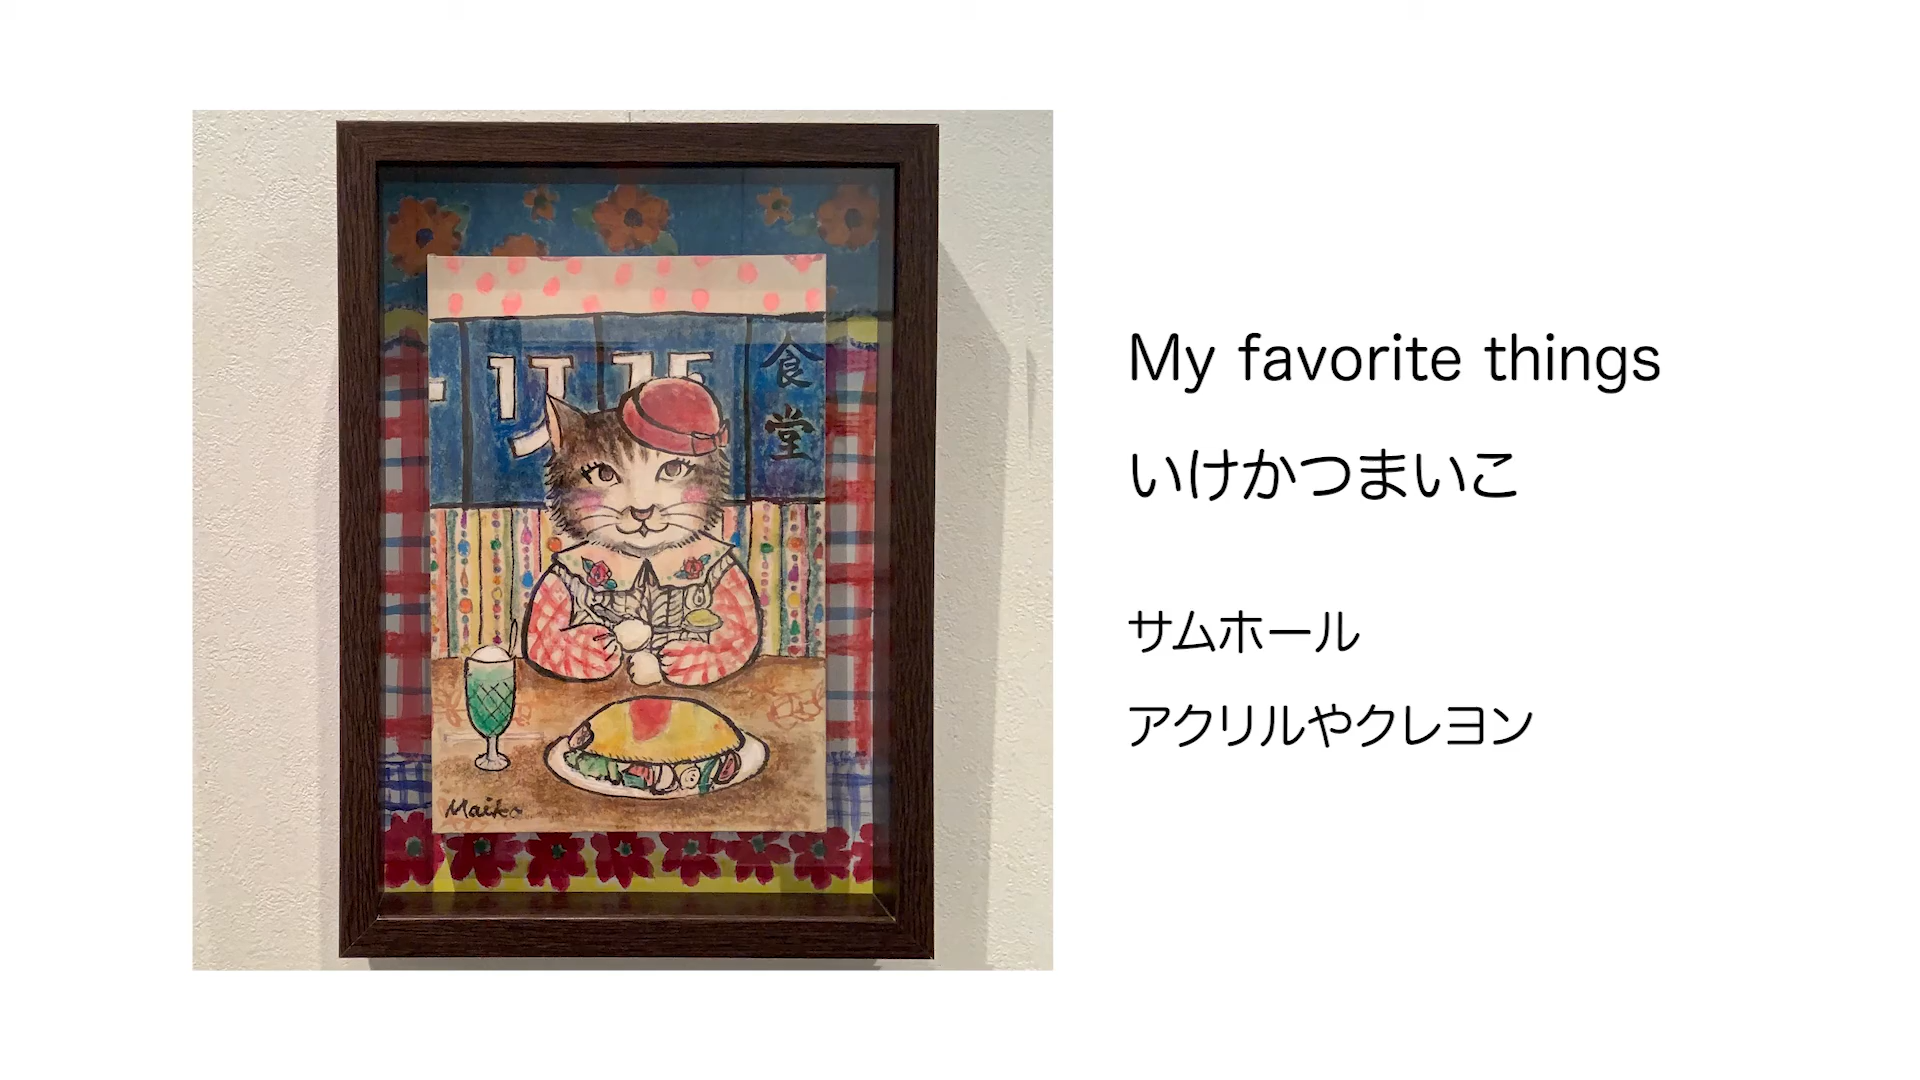 食堂
Maiko
My favorite things
いけかつまいこ
サムホール
アクリルやクレヨン